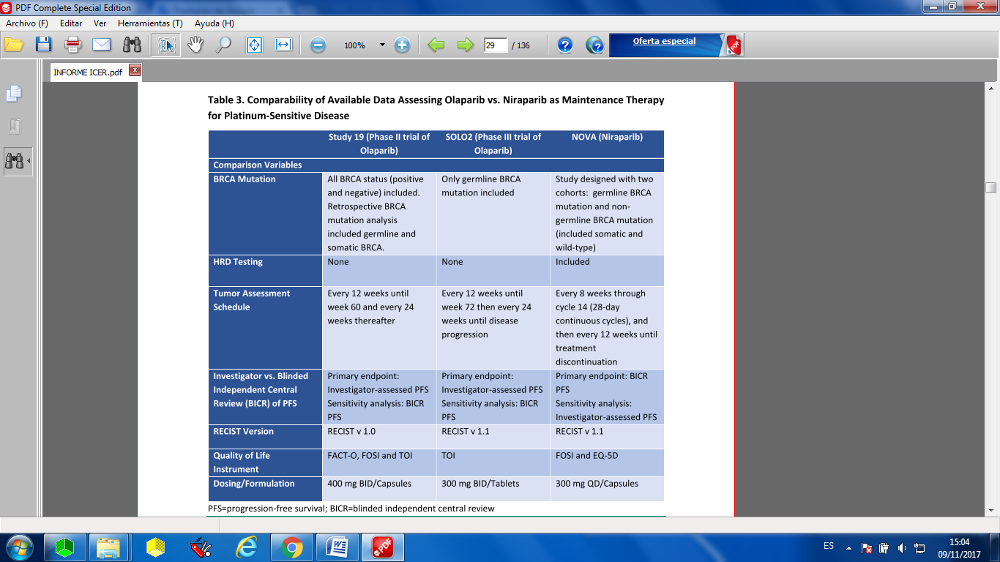 PDF Complete Special Edition
Archivo (F) Editar Ver Herramientas (T) Ayuda (H)
100% 29 / 136 Oferta especial PDF
INFORME ICER.pdf
Table 3. Comparability of Available Data Assessing Olaparib vs. Niraparib as Maintenance Therapy
for Platinum-Sensitive Disease
Study 19 (Phase II trial of
Olaparib)
SOLO2 (Phase III trial of
Olaparib)
NOVA (Niraparib)
Comparison Variables
BRCA Mutation
All BRCA status (positive
and negative) included.
Retrospective BRCA
mutation analysis
included germline and
somatic BRCA.
Only germline BRCA
mutation included
Study designed with two
cohorts: germline BRCA
mutation and non-
germline BRCA mutation
(included somatic and
wild-type)
HRD Testing
None
None
Included
Tumor Assessment
Schedule
Every 12 weeks until
week 60 and every 24
weeks thereafter
Every 12 weeks until
week 72 then every 24
weeks until disease
progression
Every 8 weeks through
cycle 14 (28-day
continuous cycles), and
then every 12 weeks until
treatment
discontinuation
Investigator vs. Blinded
Independent Central
Review (BICR) of PFS
Primary endpoint:
Investigator-assessed PFS
Sensitivity analysis: BICR
PFS
Primary endpoint:
Investigator-assessed PFS
Sensitivity analysis: BICR
PFS
Primary endpoint: BICR
PFS
Sensitivity analysis:
Investigator-assessed PFS
RECIST Version
RECIST v 1.0
RECIST v 1.1
RECIST v 1.1
Quality of Life
Instrument
FACT-O, FOSI and TOI
TOI
FOSI and EQ-5D
Dosing/Formulation
400 mg BID/Capsules
300 mg BID/Tablets
300 mg QD/Capsules
PFS=progression-free survival; BICR=blinded independent central review
ES
15:04
09/11/2017